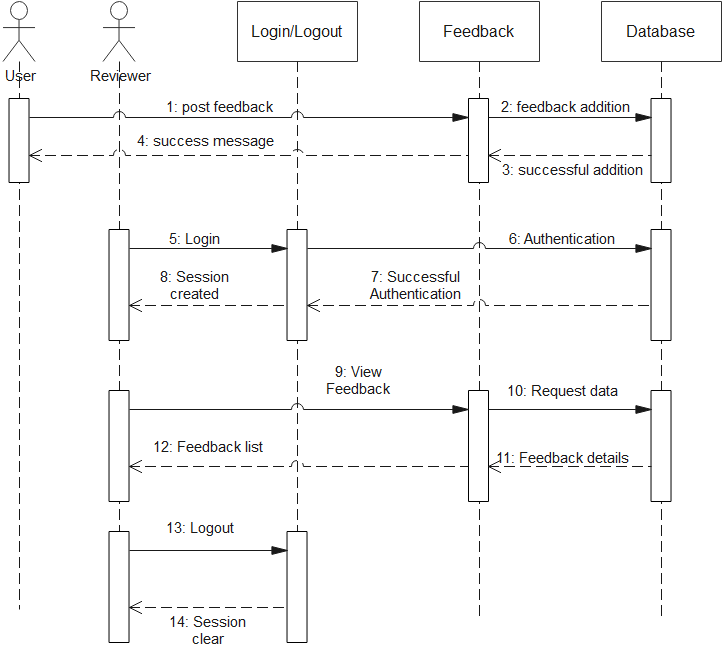 Login/Logout
Feedback
Database
User
Reviewer
1: post feedback
2: feedback addition
4: success message
3: successful addition
5: Login
6: Authentication
8: Session
created
7: Successful
Authentication
9: View
Feedback
10: Request data
12: Feedback list
11: Feedback details
13: Logout
14: Session
clear